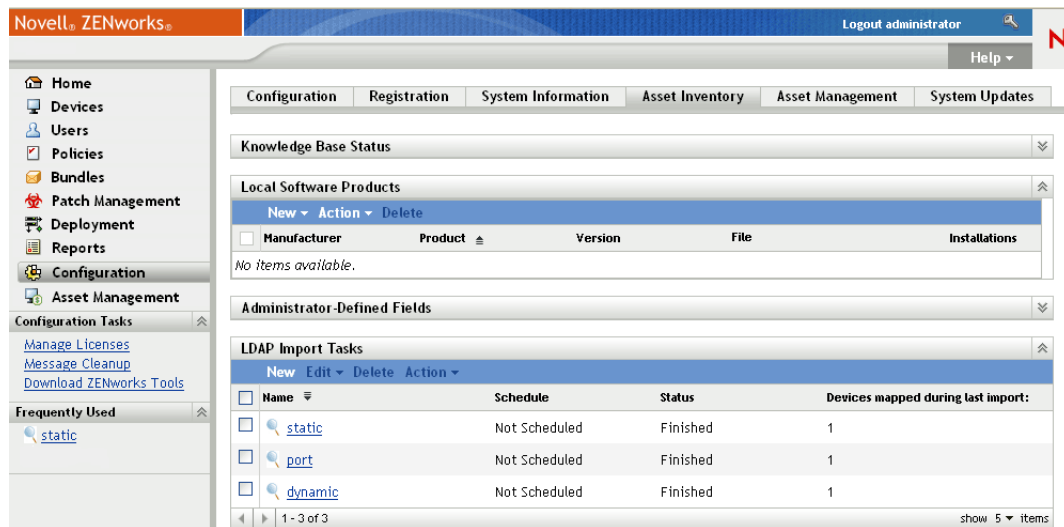 Novell® ZENworks®
Logout administrator
N
Help
Home
Devices
Users
Policies
Bundles
Patch Management
Deployment
Reports
Configuration
Asset Management
Configuration Tasks
Manage Licenses
Message Cleanup
Download ZENworks Tools
Frequently Used
static
Configuration Registration System Information Asset Inventory Asset Management System Updates
Knowledge Base Status
Local Software Products
New Action Delete
Manufacturer Product Version File Installations
No items available.
Administrator-Defined Fields
LDAP Import Tasks
New Edit Delete Action
Name Schedule Status Devices mapped during last import:
static Not Scheduled Finished 1
port Not Scheduled Finished 1
dynamic Not Scheduled Finished 1
1 - 3 of 3 show 5 items